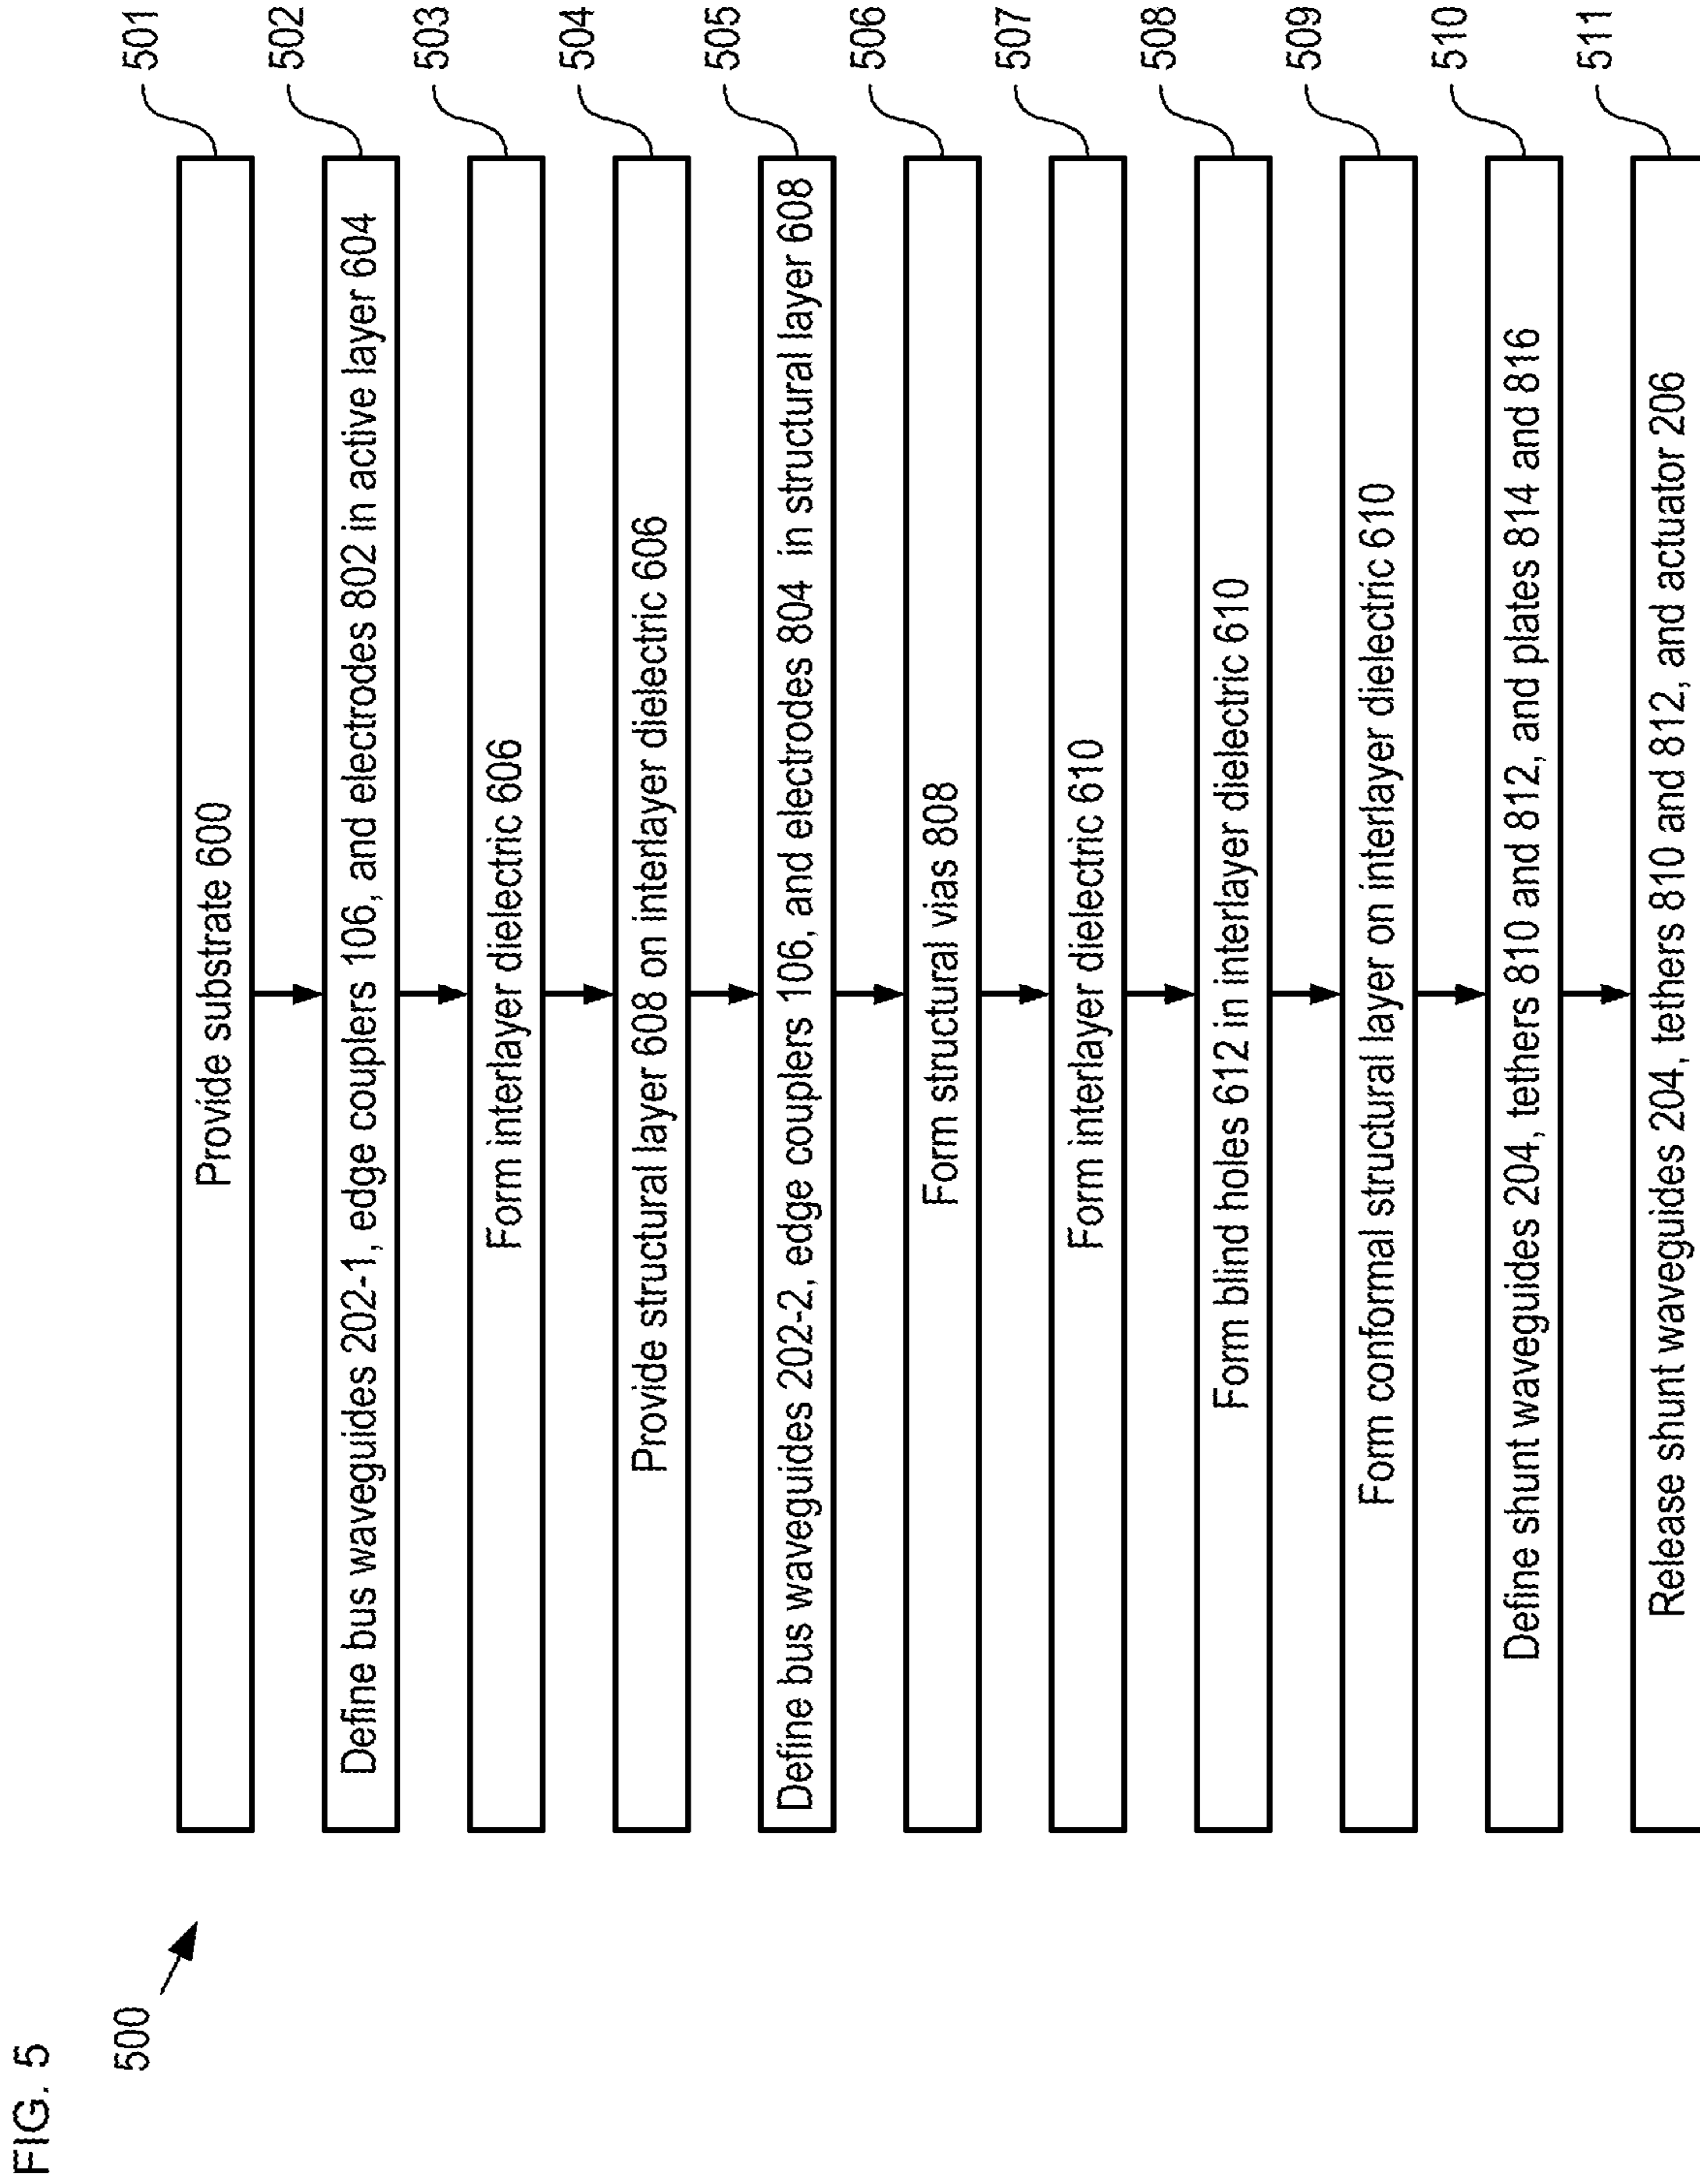 FIG. 5
500
501
Provide substrate 600
502
Define bus waveguides 202-1, edge couplers 106, and electrodes 802 in active layer 604
503
Form interlayer dielectric 606
504
Provide structural layer 608 on interlayer dielectric 606
505
Define bus waveguides 202-2, edge couplers 106, and electrodes 804 in structural layer 608
506
Form structural vias 808
507
Form interlayer dielectric 610
508
Form blind holes 612 in interlayer dielectric 610
509
Form conformal structural layer on interlayer dielectric 610
510
Define shunt waveguides 204, tethers 810 and 812, and plates 814 and 816
511
Release shunt waveguides 204, tethers 810 and 812, and actuator 206